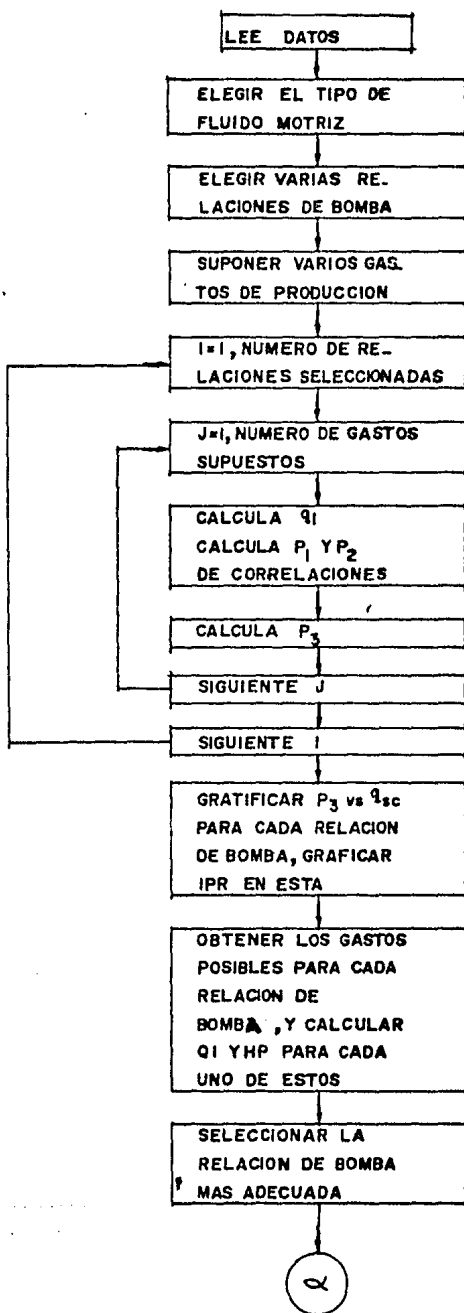 LEE DATOS
ELEGIR EL TIPO DE
FLUIDO MOTRIZ
ELEGIR VARIAS RE-
LACIONES DE BOMBA
SUPONER VARIOS GAS-
TOS DE PRODUCCION
I=1, NUMERO DE RE-
LACIONES SELECCIONADAS
J=1, NUMERO DE GASTOS
SUPUESTOS
CALCULA q1
CALCULA P1 Y P2
DE CORRELACIONES
CALCULA P3
SIGUIENTE J
SIGUIENTE I
GRATIFICAR P3 vs qsc
PARA CADA RELACION
DE BOMBA, GRAFICAR
IPR EN ESTA
OBTENER LOS GASTOS
POSIBLES PARA CADA
RELACION DE
BOMBA, Y CALCULAR
Q1 Y HP PARA CADA
UNO DE ESTOS
SELECCIONAR LA
RELACION DE BOMBA
MAS ADECUADA